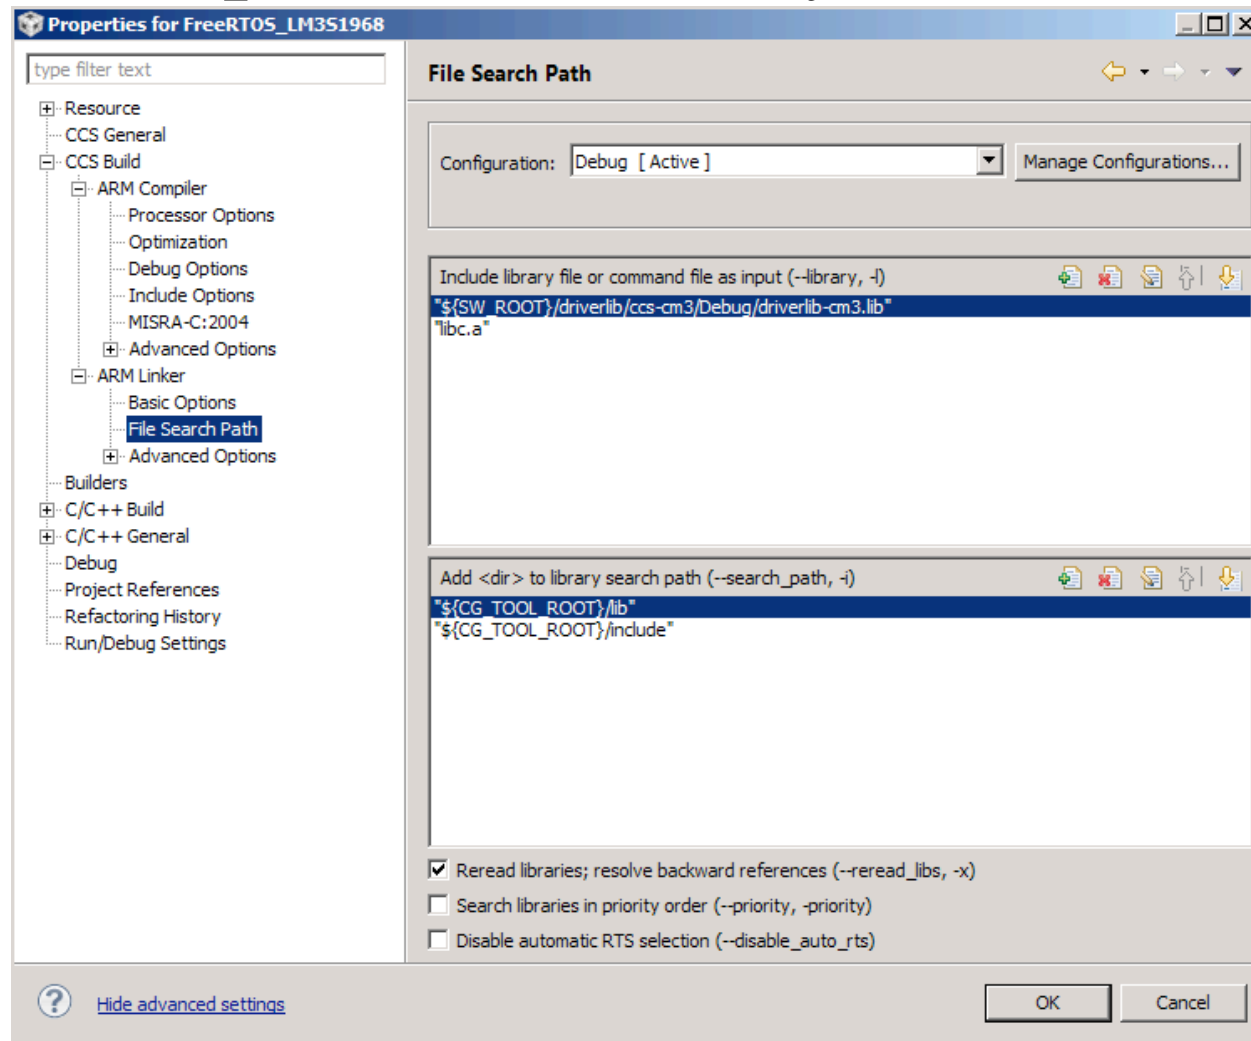 Properties for FreeRTOS_LM3S1968
type filter text
File Search Path
Resource
CCS General
CCS Build
ARM Compiler
Processor Options
Optimization
Debug Options
Include Options
MISRA-C:2004
Advanced Options
ARM Linker
Basic Options
File Search Path
Advanced Options
Builders
C/C++ Build
C/C++ General
Debug
Project References
Refactoring History
Run/Debug Settings
Configuration: Debug [ Active ] Manage Configurations...
Include library file or command file as input (--library, -l)
"${SW_ROOT}/driverlib/ccs-cm3/Debug/driverlib-cm3.lib"
"libc.a"
Add <dir> to library search path (--search_path, -i)
"${CG_TOOL_ROOT}/lib"
"${CG_TOOL_ROOT}/include"
Reread libraries; resolve backward references (--reread_libs, -x)
Search libraries in priority order (--priority, -priority)
Disable automatic RTS selection (--disable_auto_rts)
? Hide advanced settings OK Cancel